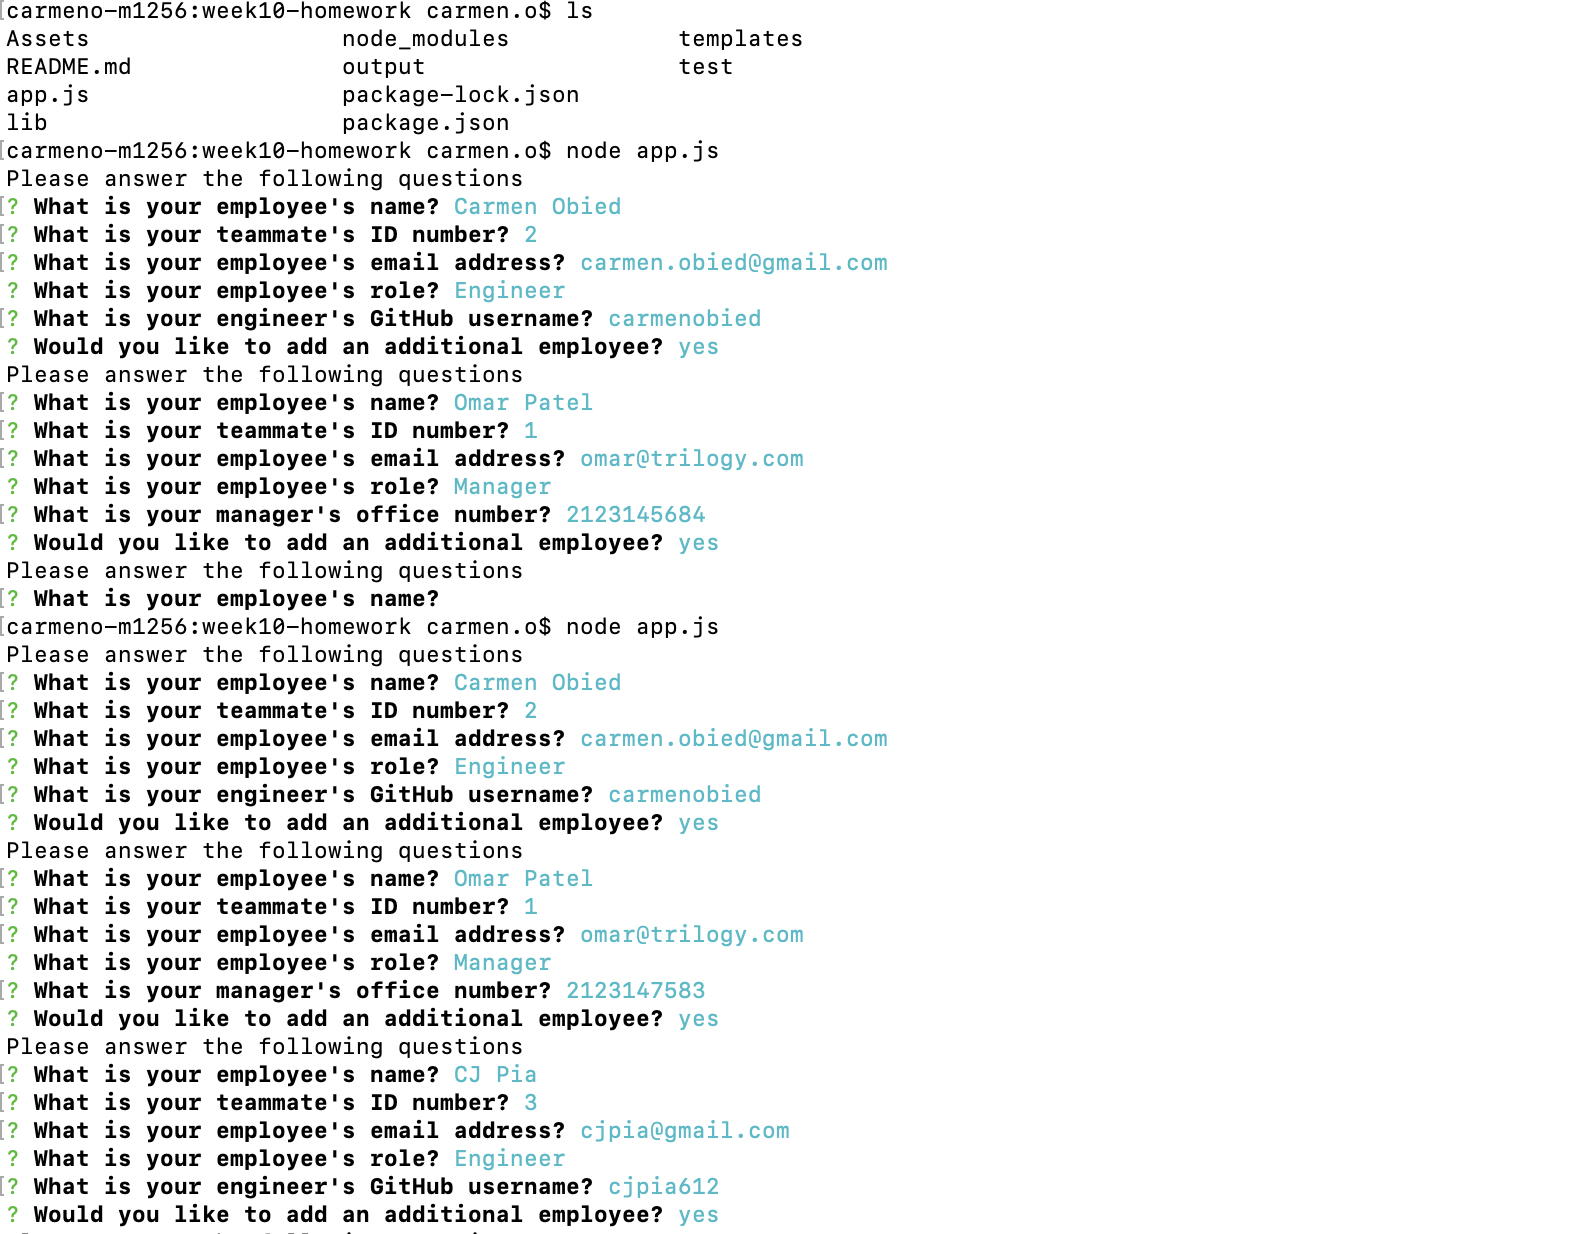 carmeno-m1256:week10-homework carmen.o$ ls
Assets node_modules templates
README.md output test
app.js package-lock.json
lib package.json
carmeno-m1256:week10-homework carmen.o$ node app.js
Please answer the following questions
? What is your employee's name? Carmen Obied
? What is your teammate's ID number? 2
? What is your employee's email address? carmen.obied@gmail.com
? What is your employee's role? Engineer
? What is your engineer's GitHub username? carmenobied
? Would you like to add an additional employee? yes
Please answer the following questions
? What is your employee's name? Omar Patel
? What is your teammate's ID number? 1
? What is your employee's email address? omar@trilogy.com
? What is your employee's role? Manager
? What is your manager's office number? 2123145684
? Would you like to add an additional employee? yes
Please answer the following questions
? What is your employee's name?
carmeno-m1256:week10-homework carmen.o$ node app.js
Please answer the following questions
? What is your employee's name? Carmen Obied
? What is your teammate's ID number? 2
? What is your employee's email address? carmen.obied@gmail.com
? What is your employee's role? Engineer
? What is your engineer's GitHub username? carmenobied
? Would you like to add an additional employee? yes
Please answer the following questions
? What is your employee's name? Omar Patel
? What is your teammate's ID number? 1
? What is your employee's email address? omar@trilogy.com
? What is your employee's role? Manager
? What is your manager's office number? 2123147583
? Would you like to add an additional employee? yes
Please answer the following questions
? What is your employee's name? CJ Pia
? What is your teammate's ID number? 3
? What is your employee's email address? cjpia@gmail.com
? What is your employee's role? Engineer
? What is your engineer's GitHub username? cjpia612
? Would you like to add an additional employee? yes